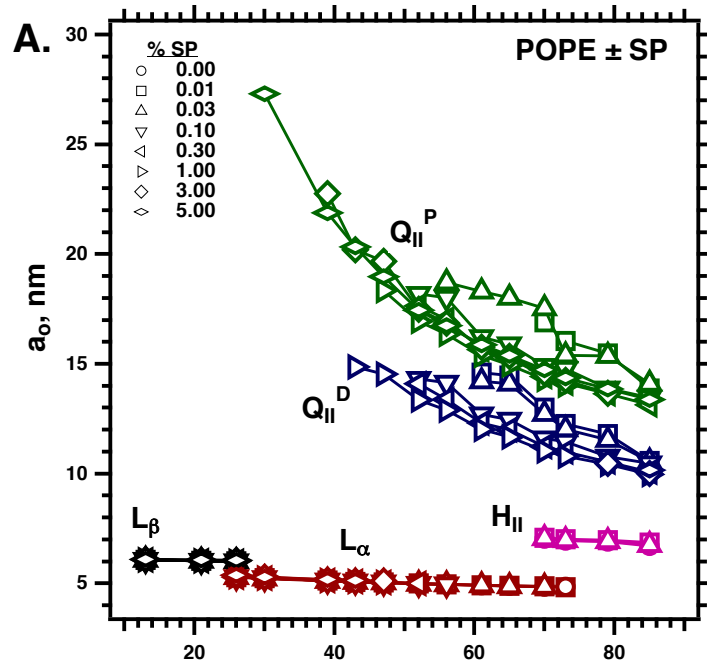 A.
POPE ± SP
% SP
0.00
0.01
0.03
0.10
0.30
1.00
3.00
5.00
30
25
20
15
10
5
a₀, nm
Q_II^P
Q_II^D
L_β
L_α
H_II
20
40
60
80